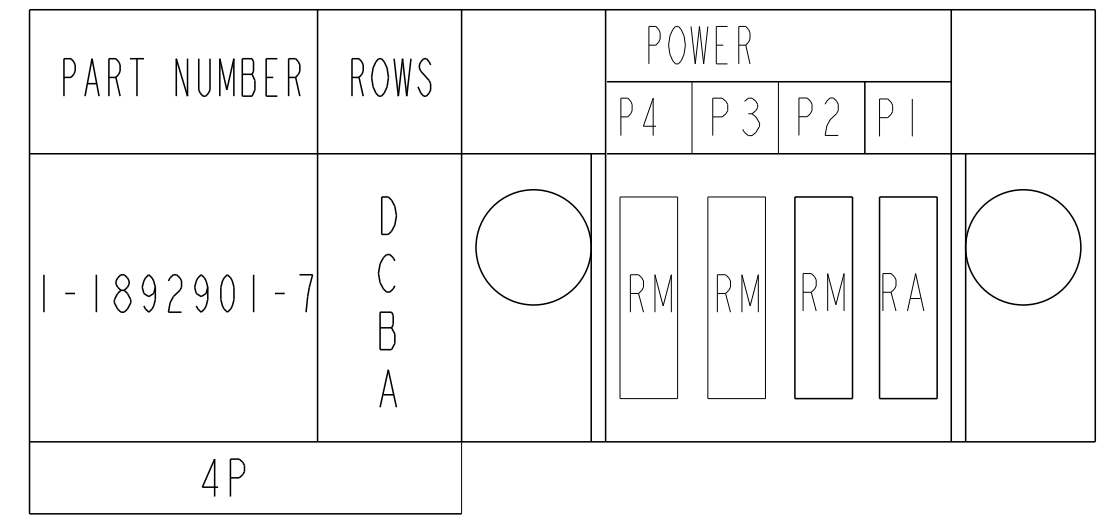 POWER
PART NUMBER ROWS
P4 P3 P2 P1
D
C
1-1892901-7 RM RM RM RA
B
A
4P